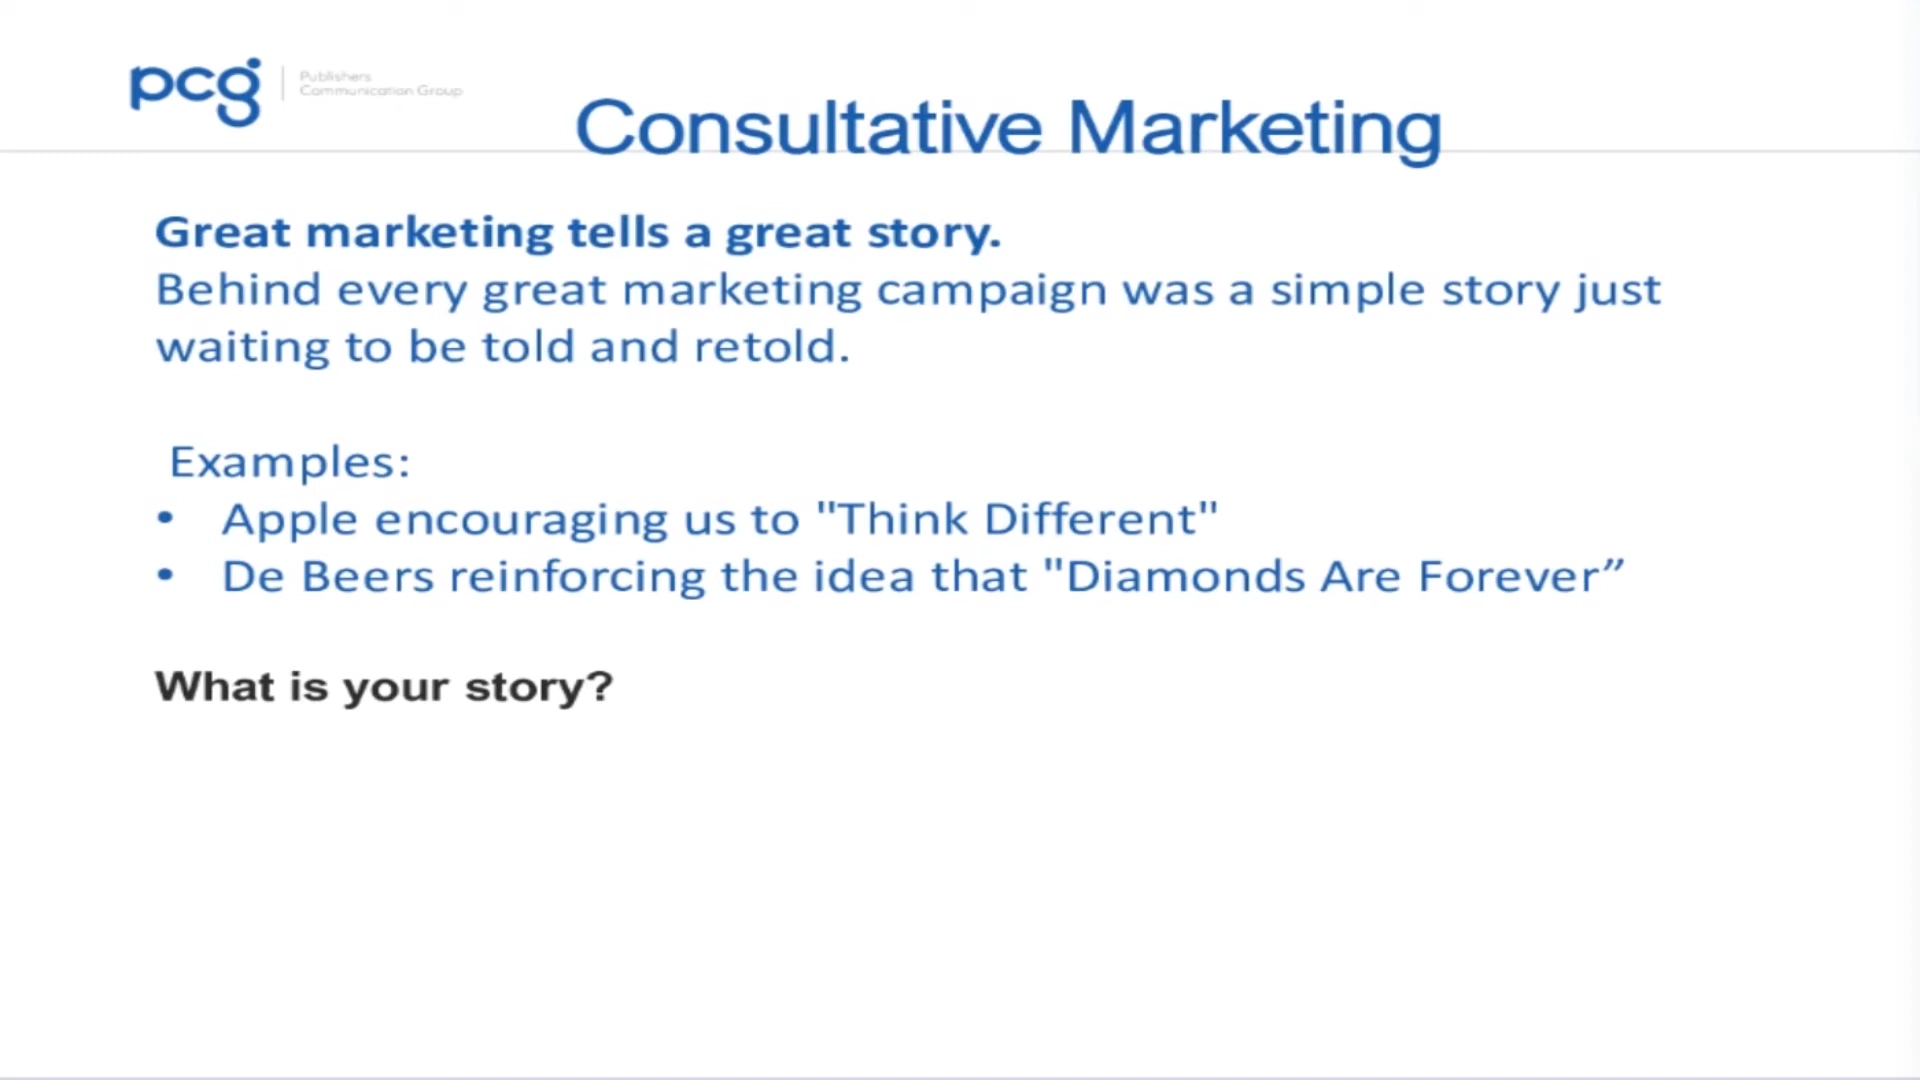 pcg
Publishers
Communication Group
Consultative Marketing
Great marketing tells a great story.
Behind every great marketing campaign was a simple story just
waiting to be told and retold.
Examples:
• Apple encouraging us to "Think Different"
• De Beers reinforcing the idea that "Diamonds Are Forever”
What is your story?